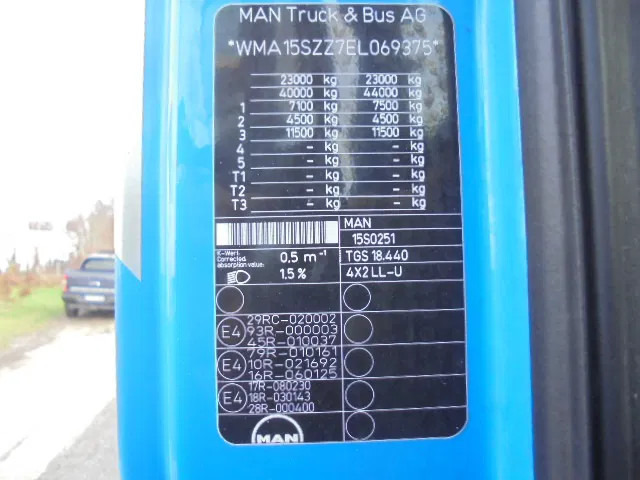 MAN Truck & Bus AG
*WMA15SZZ7EL069375*
23000 kg 23000 kg
40000 kg 44000 kg
1 7100 kg 7500 kg
2 4500 kg 4500 kg
3 11500 kg 11500 kg
4 - kg - kg
5 - kg - kg
T1 - kg - kg
T2 - kg - kg
T3 - kg - kg
MAN
15S0251
K-Wert: Corrected absorption value: 0,5 m⁻¹ TGS 18.440
1.5 % 4X2 LL-U
E4 29RC-020002
93R-000003
45R-010037
E4 79R-010161
10R-021692
16R-060125
E4 17R-080230
18R-030143
28R-000400
MAN